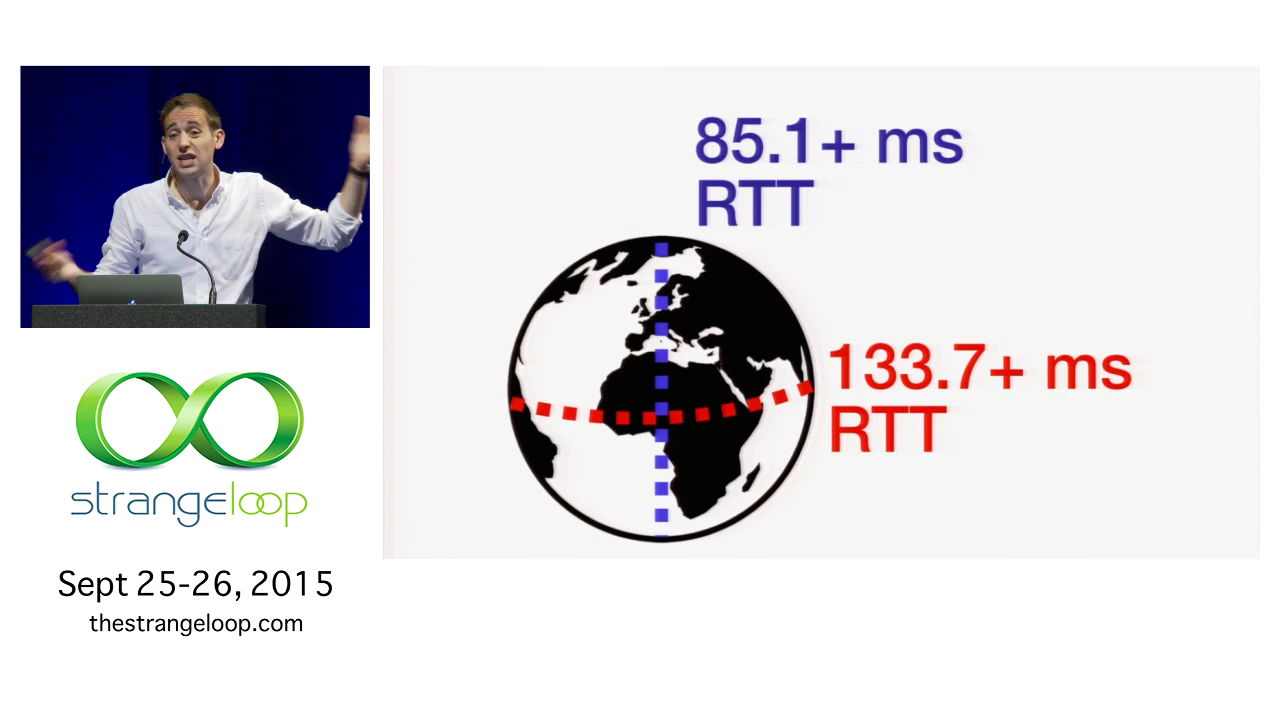 85.1+ ms
RTT
133.7+ ms
RTT
strangeloop
Sept 25-26, 2015
thestrangeloop.com